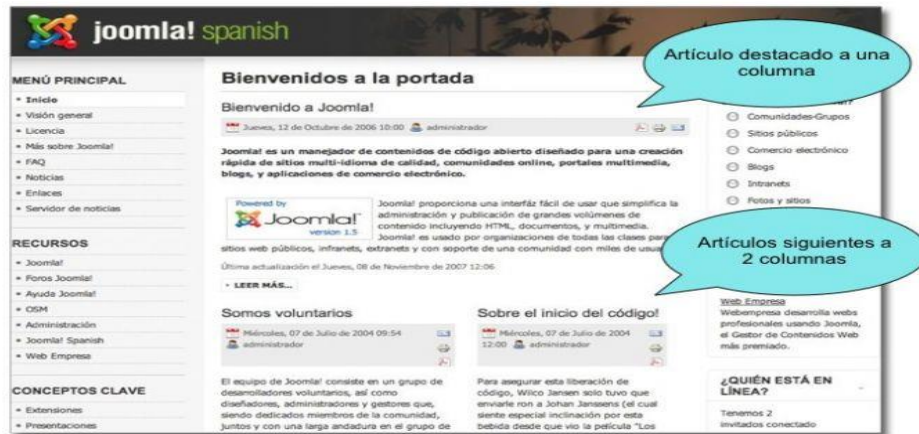 joomla! spanish
Artículo destacado a una
columna
MENÚ PRINCIPAL
Inicio
Visión general
Licencia
Más sobre Joomla!
FAQ
Noticias
Enlaces
Servidor de noticias
RECURSOS
Joomla!
Foros Joomla!
Ayuda Joomla!
OSM
Administración
Joomla! Spanish
Web Empresa
CONCEPTOS CLAVE
Extensiones
Presentaciones
Bienvenidos a la portada
Bienvenido a Joomla!
Jueves, 12 de Octubre de 2006 10:00 administrador
Joomla! es un manejador de contenidos de código abierto diseñado para una creación
rápida de sitios multi-idioma de calidad, comunidades online, portales multimedia,
blogs, y aplicaciones de comercio electrónico.
Powered by
Joomla!
version 1.5
Joomla! proporciona una interfáz fácil de usar que simplifica la
administración y publicación de grandes volúmenes de
contenido incluyendo HTML, documentos, y multimedia.
Joomla! es usado por organizaciones de todas las clases para
sitios web públicos, intranets, extranets y con soporte de una comunidad con miles de
Última actualización el Jueves, 08 de Noviembre de 2007 12:06
LEER MÁS...
Somos voluntarios
Miércoles, 07 de Julio de 2004 09:54
administrador
El equipo de Joomla! consiste en un grupo de
desarrolladores voluntarios, así como
diseñadores, administradores y gestores que,
siendo dedicados miembros de la comunidad,
juntos y con una larga andadura en el grupo de
Sobre el inicio del código!
Miércoles, 07 de Julio de 2004
12:00 administrador
Para asegurar esta liberación de
código, Wilco Jansen solo tuvo que
enviarle ron a Johan Janssens (el cual
siente especial inclinación por esta
bebida desde que vio la película "Los
Comunidades-Grupos
Sitios públicos
Comercio electrónico
Blogs
Intranets
Fotos y sitios
Artículos siguientes a
2 columnas
Web Empresa
Webempresa desarrolla webs
profesionales usando Joomla,
el Gestor de Contenidos Web
más premiado.
¿QUIÉN ESTÁ EN
LÍNEA?
Tenemos 2
invitados conectado